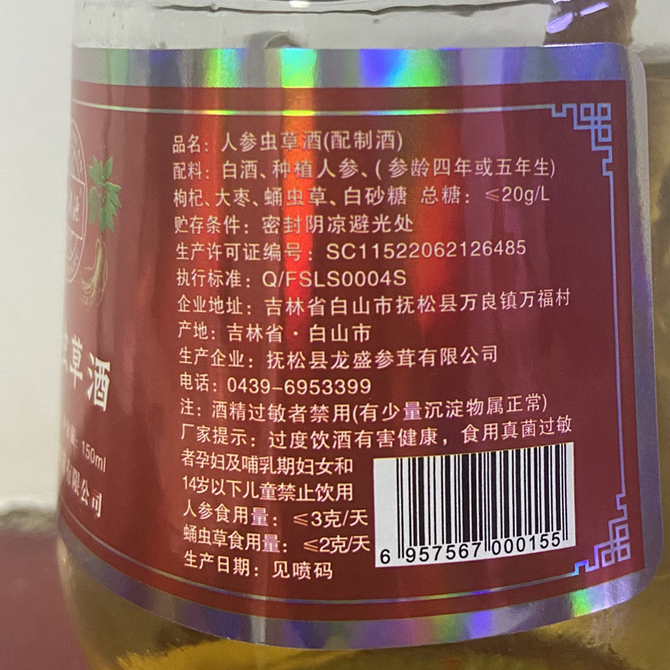 品名：人参虫草酒(配制酒)
配料：白酒、种植人参、(参龄四年或五年生)
枸杞、大枣、蛹虫草、白砂糖 总糖：≤20g/L
贮存条件：密封阴凉避光处
生产许可证编号：SC11522062126485
执行标准：Q/FSLS0004S
企业地址：吉林省白山市抚松县万良镇万福村
产地：吉林省·白山市
生产企业：抚松县龙盛参茸有限公司
电话：0439-6953399
注：酒精过敏者禁用(有少量沉淀物属正常)
厂家提示：过度饮酒有害健康，食用真菌过敏
者孕妇及哺乳期妇女和
14岁以下儿童禁止饮用
人参食用量：≤3克/天
蛹虫草食用量：≤2克/天
生产日期：见喷码
6 957567 000155
草酒
150ml
有限公司